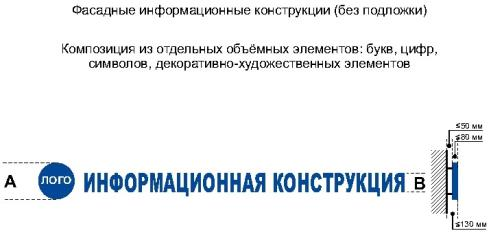 Фасадные информационные конструкции (без подложки)
Композиция из отдельных объёмных элементов: букв, цифр,
символов, декоративно-художественных элементов
≤50 мм
≤80 мм
А ЛОГО ИНФОРМАЦИОННАЯ КОНСТРУКЦИЯ В
≤130 мм